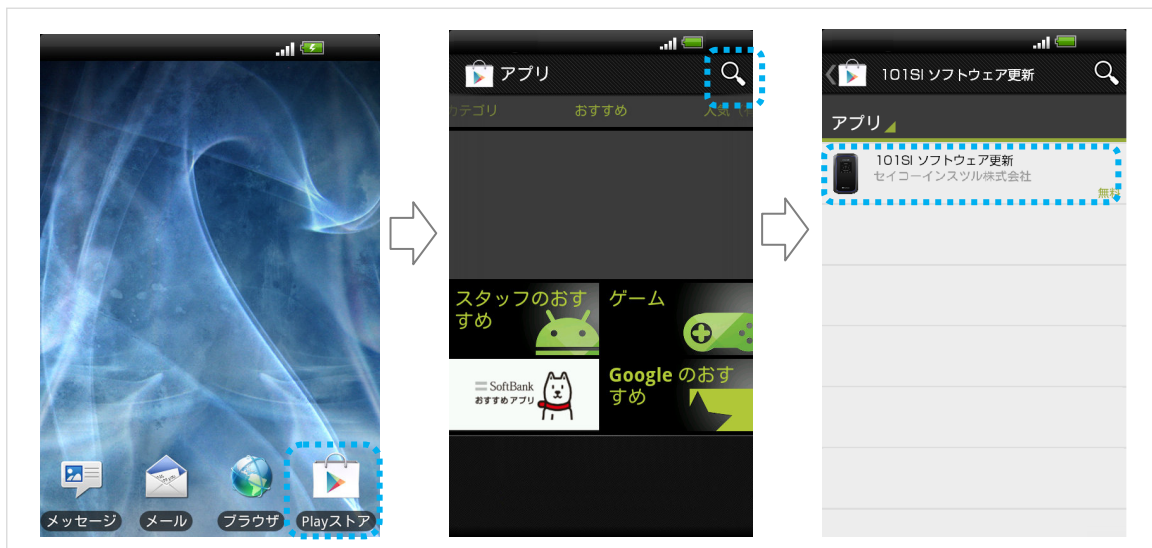 メッセージ
メール
ブラウザ
Playストア
アプリ
カテゴリ
おすすめ
スタッフのおす
すめ
ゲーム
SoftBank
おすすめアプリ
Google のおす
すめ
101SI ソフトウェア更新
アプリ
101SI ソフトウェア更新
セイコーインスツル株式会社
無料